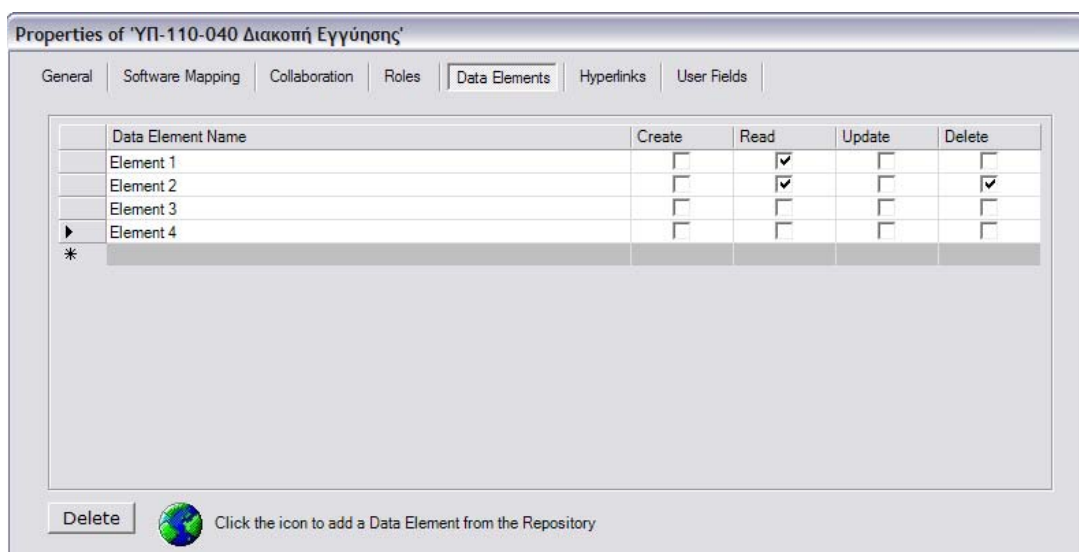 Properties of 'ΥΠ-110-040 Διακοπή Εγγύησης'
General Software Mapping Collaboration Roles Data Elements Hyperlinks User Fields
Data Element Name Create Read Update Delete
Element 1
Element 2
Element 3
Element 4
Delete Click the icon to add a Data Element from the Repository